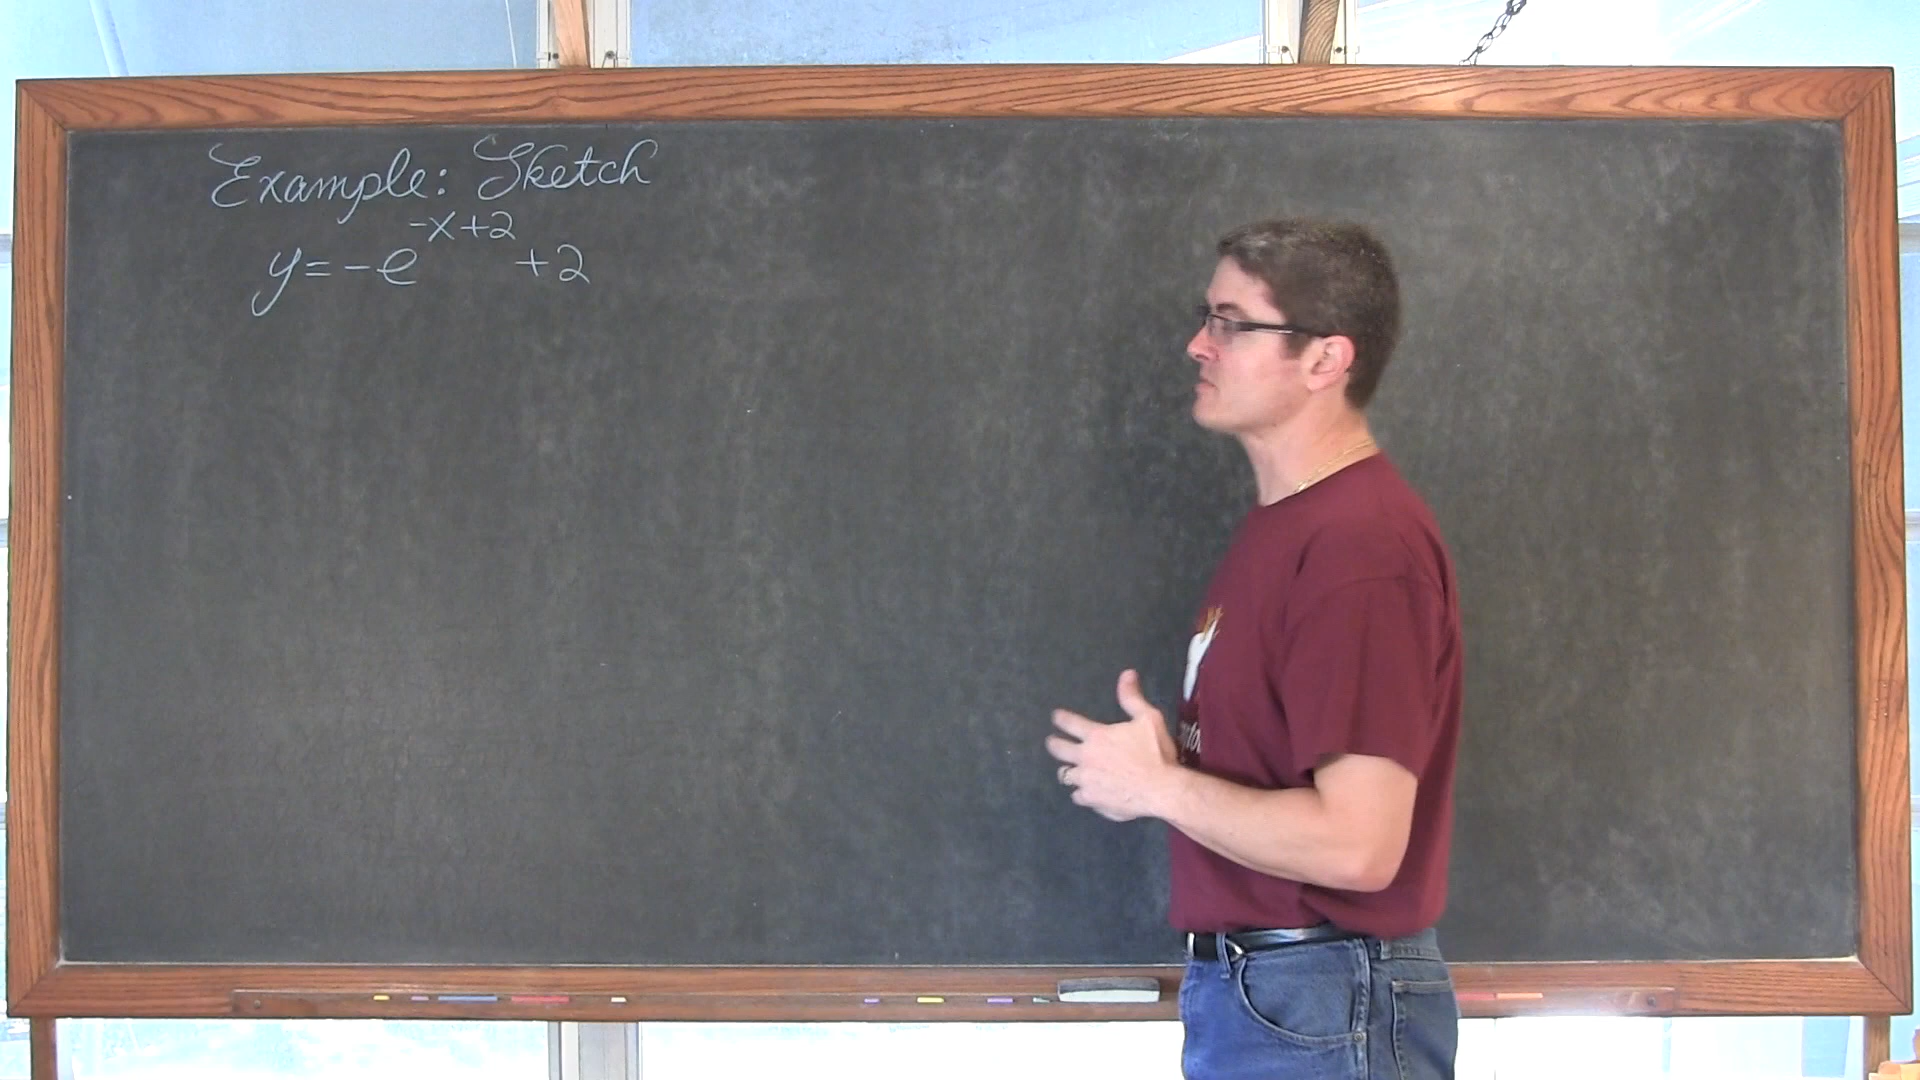 Example: Sketch
y = -e^{-x+2} + 2